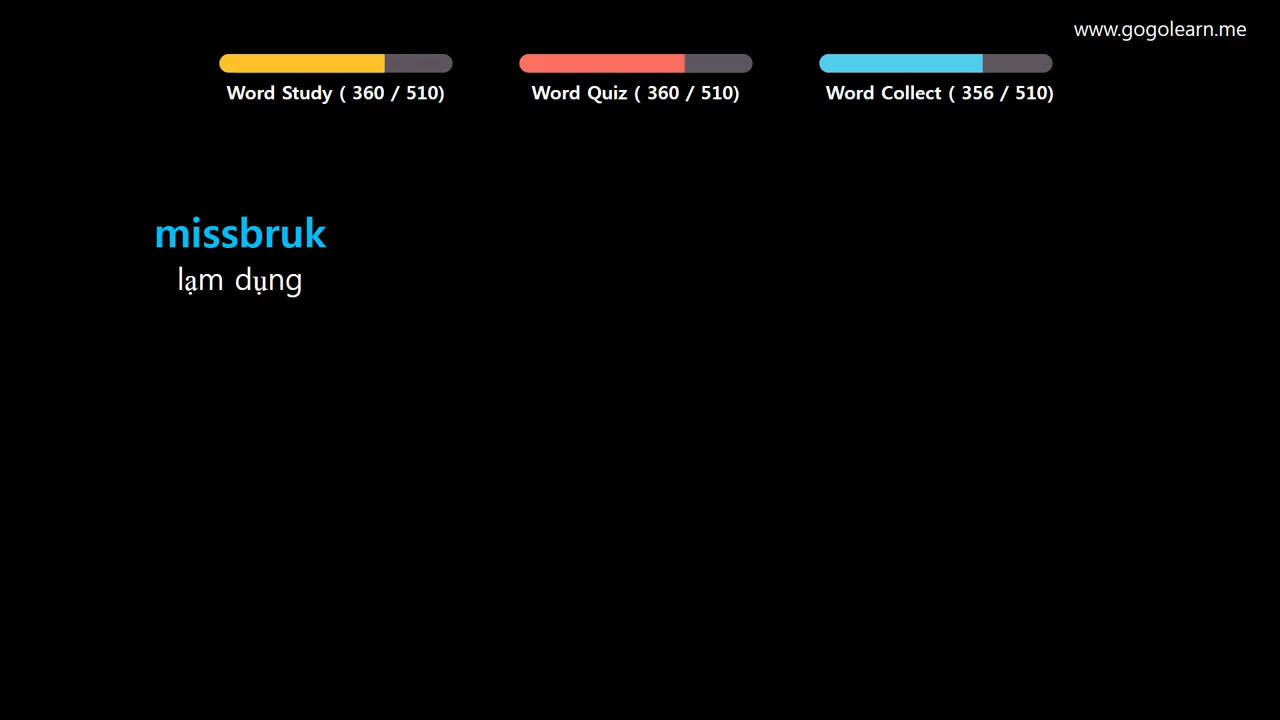 www.gogolearn.me
Word Study ( 360 / 510)
Word Quiz ( 360 / 510)
Word Collect ( 356 / 510)
missbruk
lạm dụng